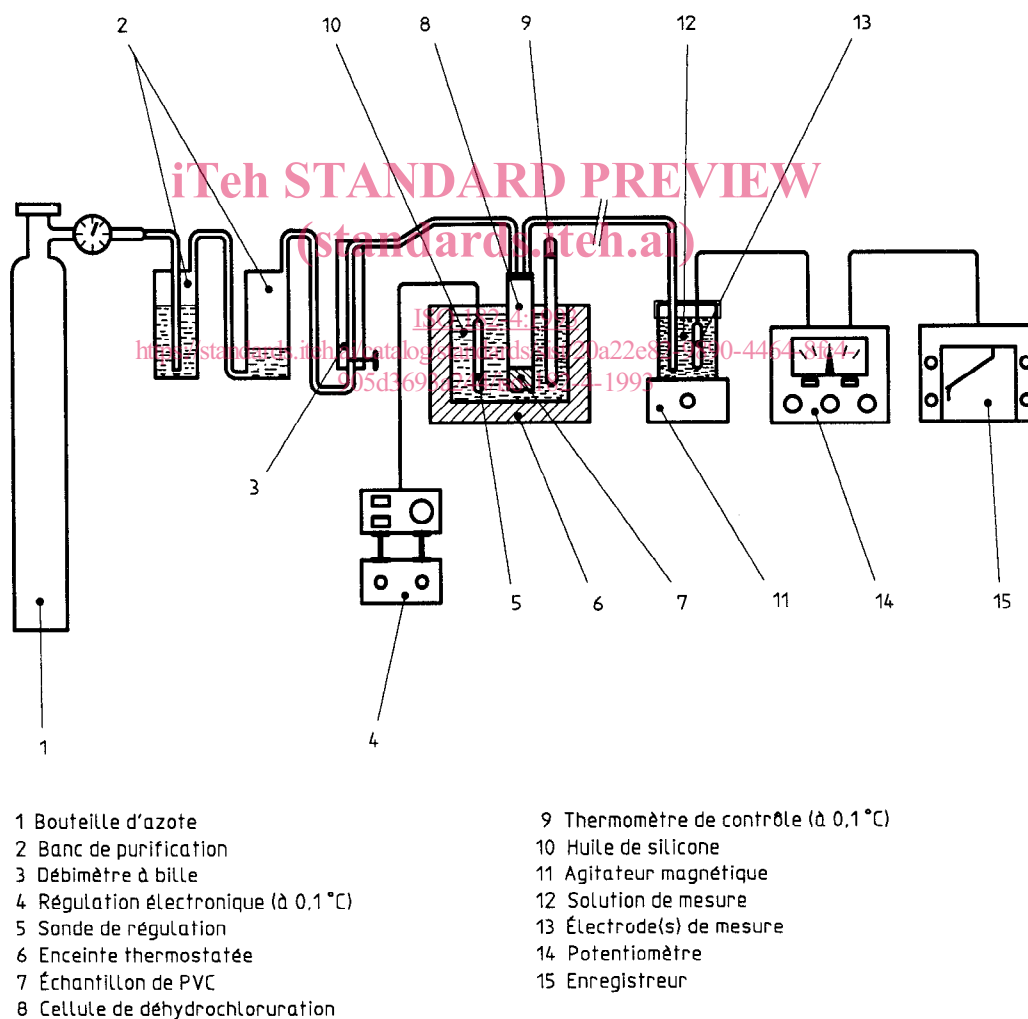 2
10
8
9
12
13
iTeh STANDARD PREVIEW
(standards.iteh.ai)
3
5
6
7
11
14
15
1
4
1 Bouteille d'azote
2 Banc de purification
3 Débimètre à bille
4 Régulation électronique (à 0,1 °C)
5 Sonde de régulation
6 Enceinte thermostatée
7 Échantillon de PVC
8 Cellule de déhydrochloruration
9 Thermomètre de contrôle (à 0,1 °C)
10 Huile de silicone
11 Agitateur magnétique
12 Solution de mesure
13 Électrode(s) de mesure
14 Potentiomètre
15 Enregistreur